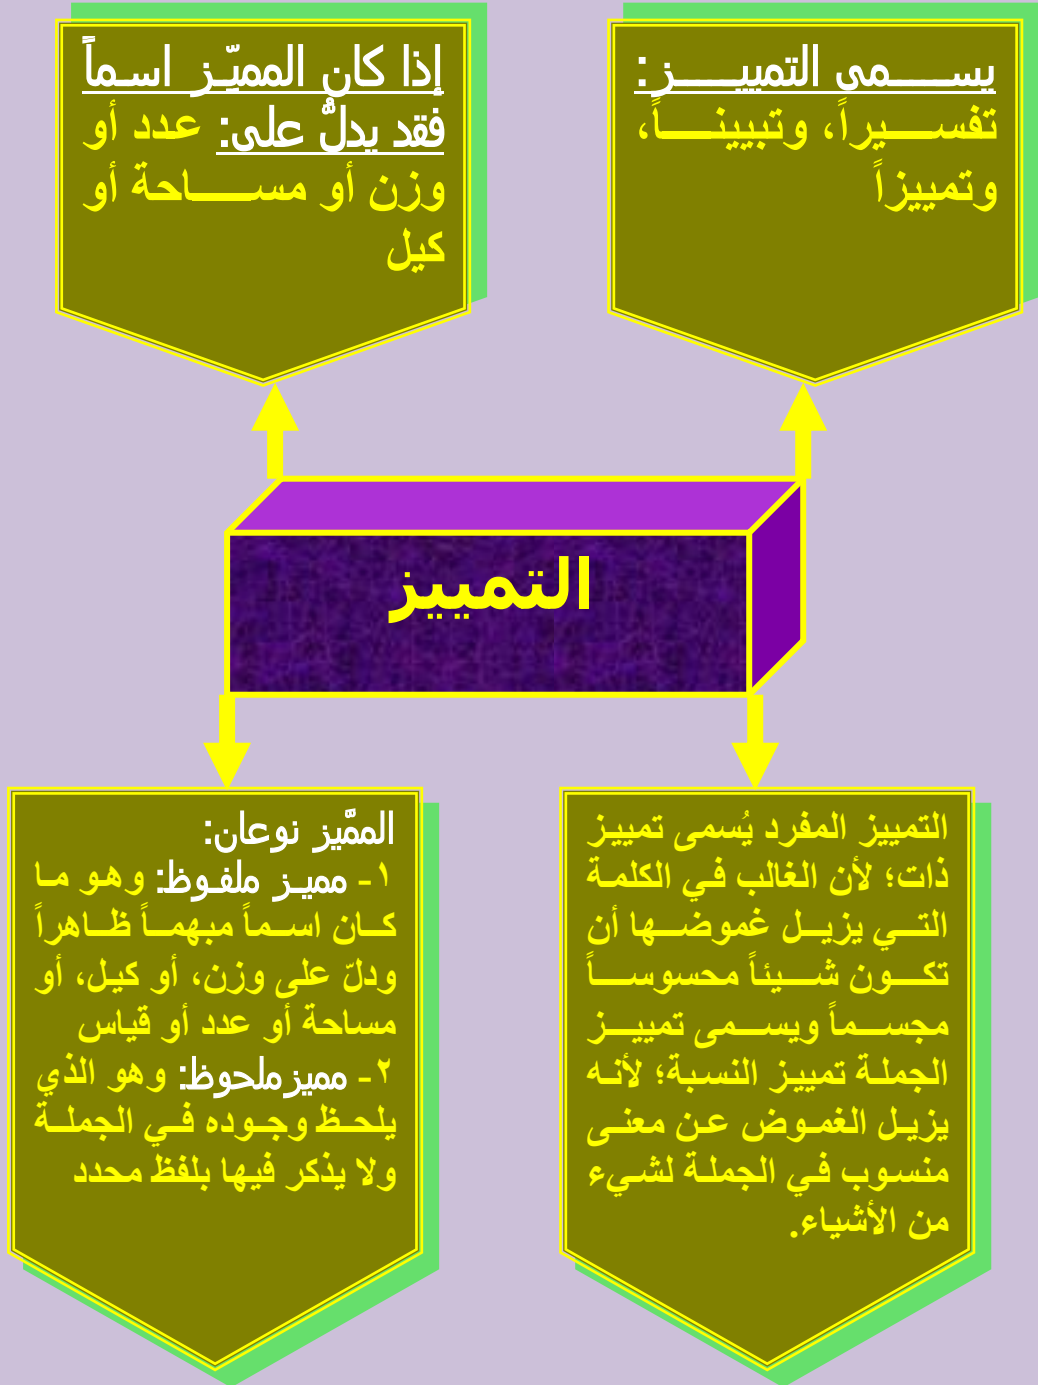 يسمى التمييز:
تفسيراً، وتبييناً،
وتمييزاً
إذا كان المميّز اسماً
فقد يدلُّ على: عدد أو
وزن أو مساحة أو
كيل
التمييز
التمييز المفرد يُسمى تمييز
ذات؛ لأن الغالب في الكلمة
التي يزيل غموضها أن
تكون شيئاً محسوساً
مجسماً ويسمى تمييز
الجملة تمييز النسبة؛ لأنه
يزيل الغموض عن معنى
منسوب في الجملة لشيء
من الأشياء.
الممَّيز نوعان:
١- مميز ملفوظ: وهو ما
كان اسماً مبهماً ظاهراً
ودلّ على وزن، أو كيل، أو
مساحة أو عدد أو قياس
٢- مميز ملحوظ: وهو الذي
يلحظ وجوده في الجملة
ولا يذكر فيها بلفظ محدد